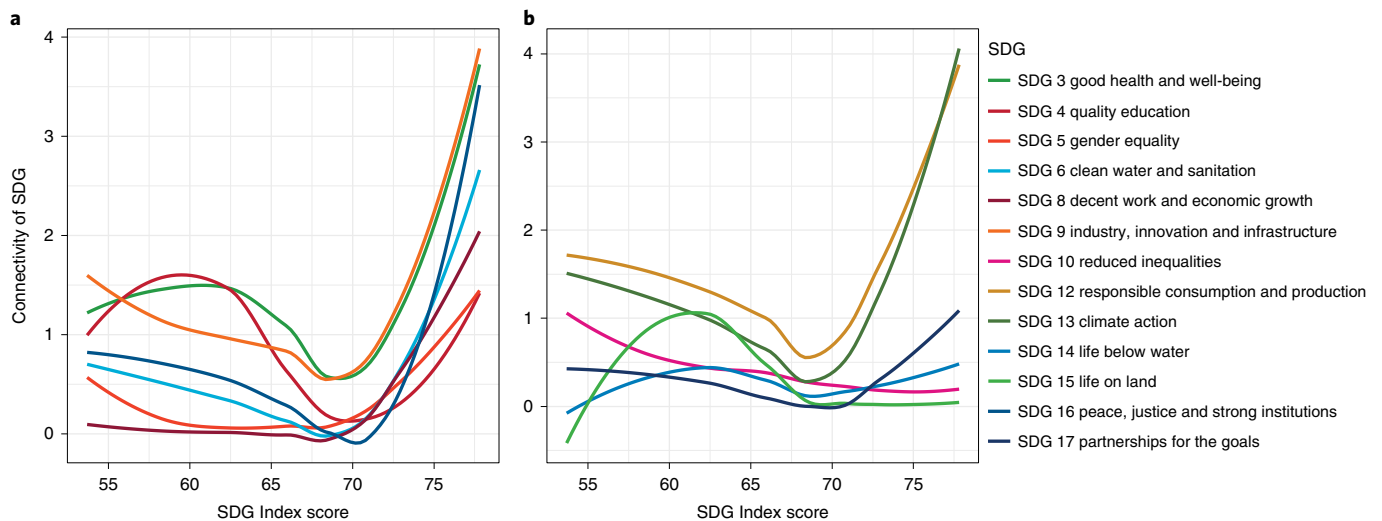 a
b
4
3
2
1
0
Connectivity of SDG
55 60 65 70 75
SDG Index score
4
3
2
1
0
55 60 65 70 75
SDG Index score
SDG
SDG 3 good health and well-being
SDG 4 quality education
SDG 5 gender equality
SDG 6 clean water and sanitation
SDG 8 decent work and economic growth
SDG 9 industry, innovation and infrastructure
SDG 10 reduced inequalities
SDG 12 responsible consumption and production
SDG 13 climate action
SDG 14 life below water
SDG 15 life on land
SDG 16 peace, justice and strong institutions
SDG 17 partnerships for the goals